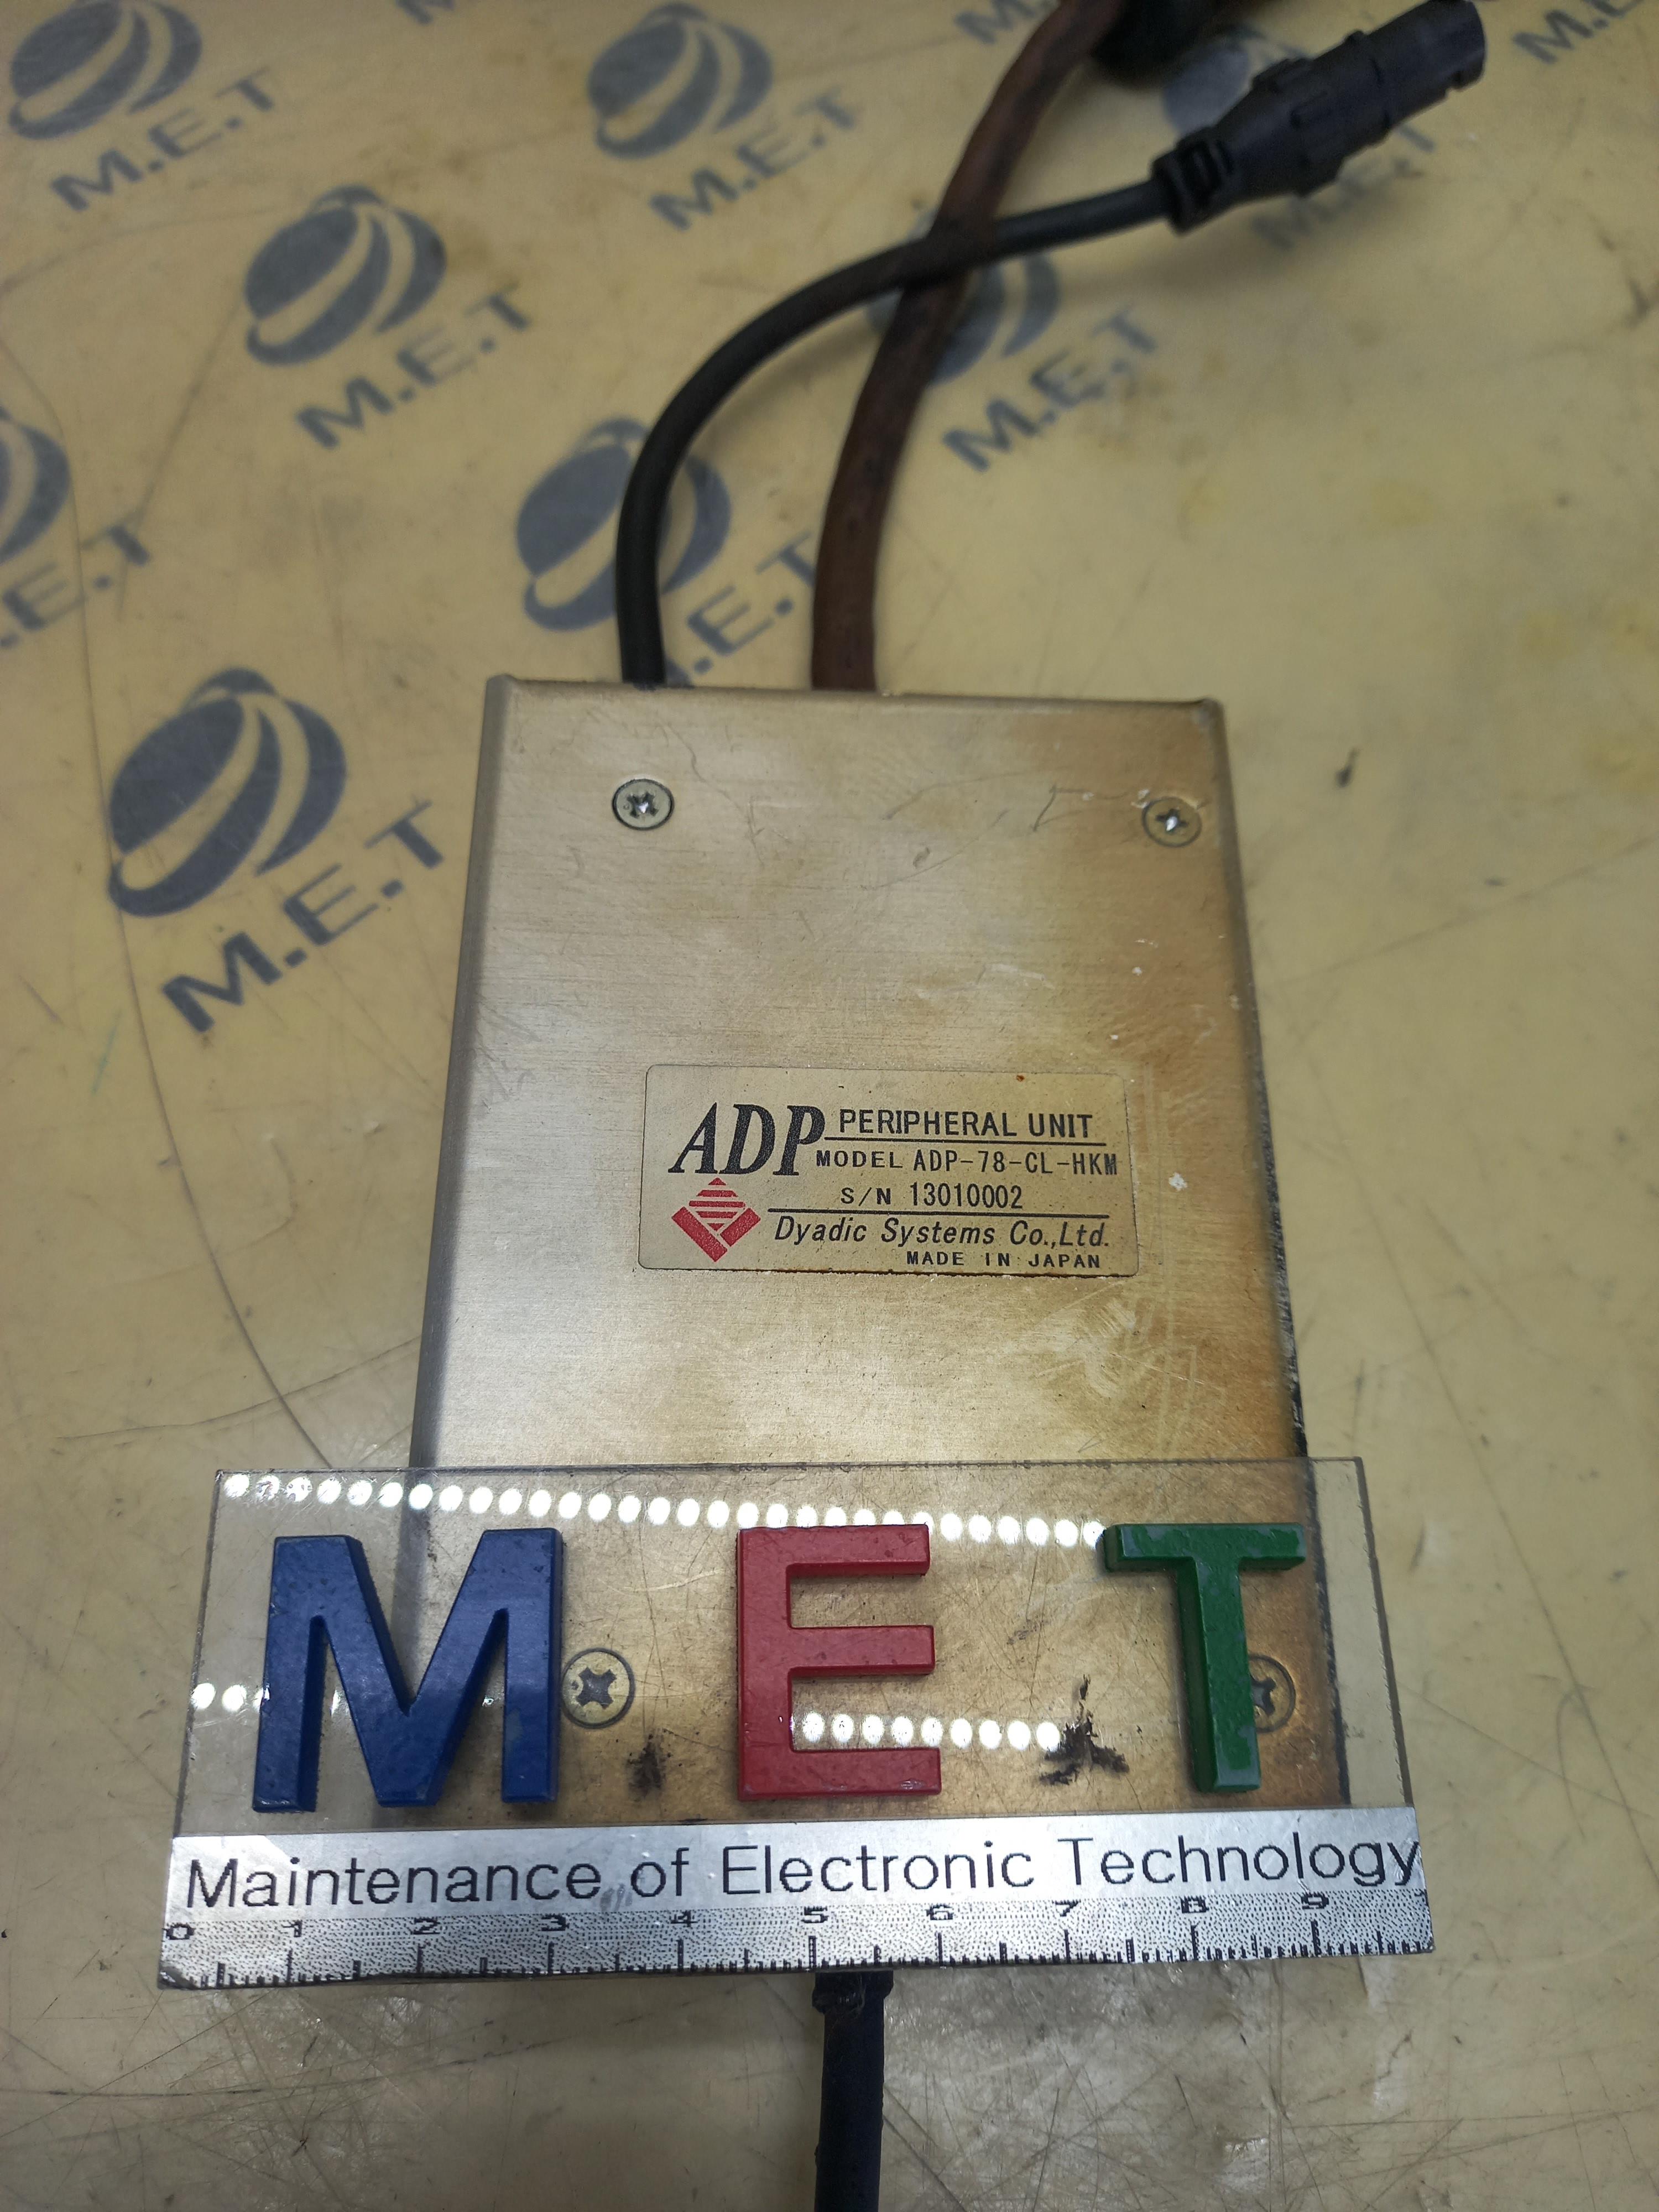 M.E.T
M.E.T
M.E.T
M.E.T
M.E.T
M.E.T
M.E.T
ADP PERIPHERAL UNIT
MODEL ADP-78-CL-HKM
S/N 13010002
Dyadic Systems Co.,Ltd.
MADE IN JAPAN
M E T
Maintenance of Electronic Technology
0 1 2 3 4 5 6 7 8 9